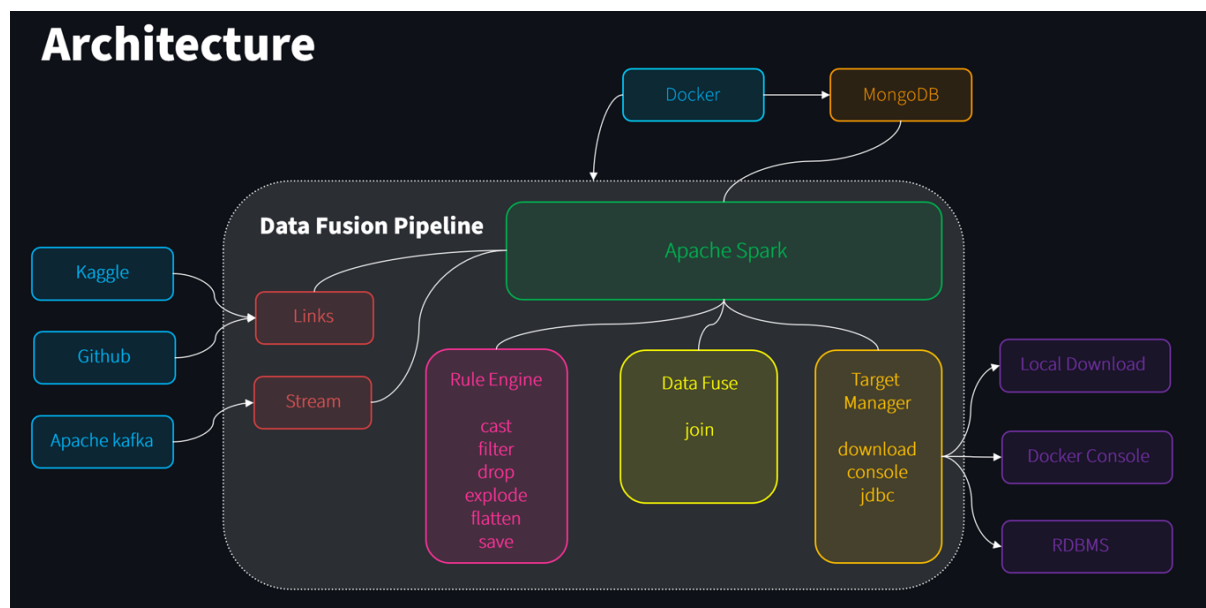 Architecture
Docker
MongoDB
Data Fusion Pipeline
Apache Spark
Kaggle
Links
Github
Stream
Apache kafka
Rule Engine
cast
filter
drop
explode
flatten
save
Data Fuse
join
Target
Manager
download
console
jdbc
Local Download
Docker Console
RDBMS